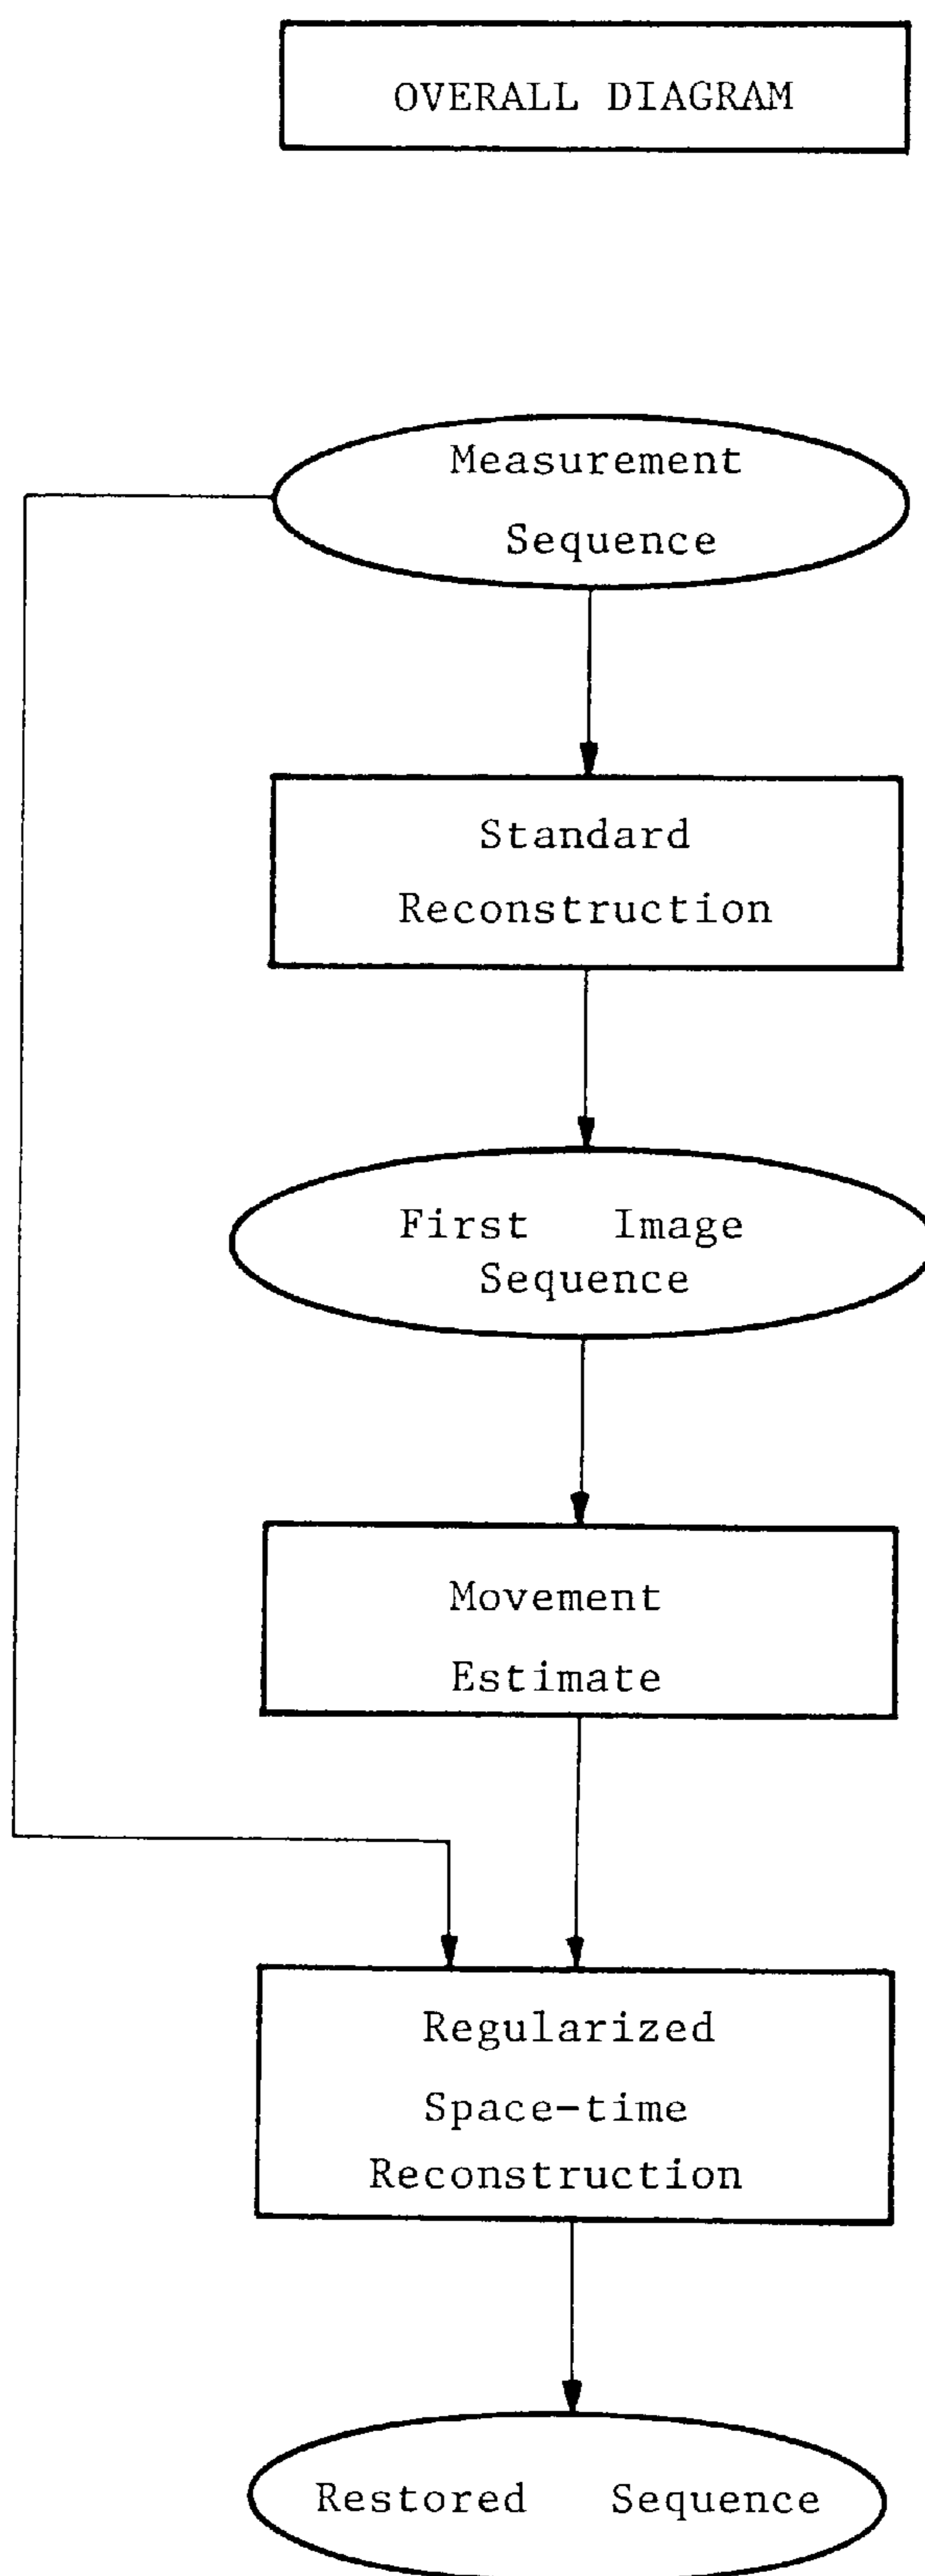 OVERALL DIAGRAM
Measurement
Sequence
Standard
Reconstruction
First Image
Sequence
Movement
Estimate
Regularized
Space-time
Reconstruction
Restored Sequence